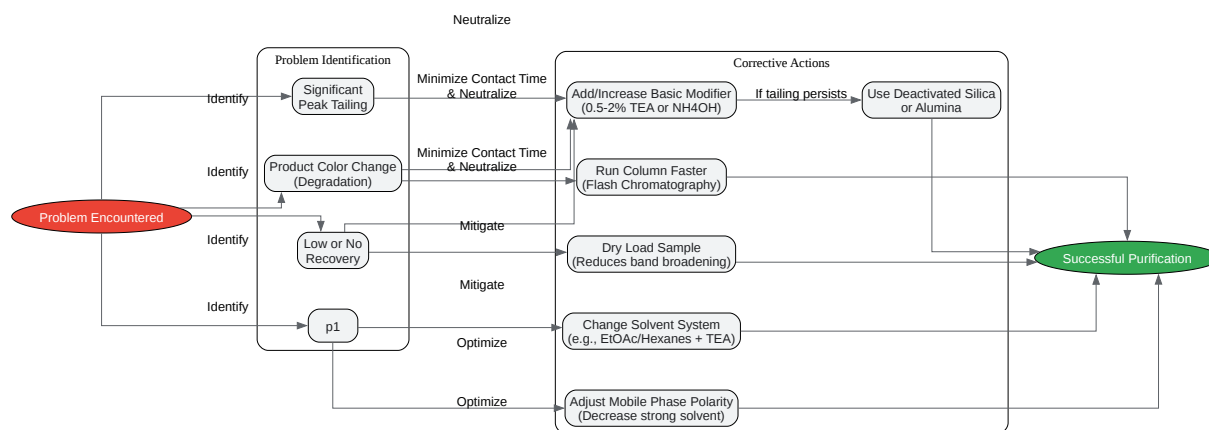 Neutralize
Problem Identification
Corrective Actions
Identify
Significant
Peak Tailing
Minimize Contact Time
& Neutralize
Add/Increase Basic Modifier
(0.5-2% TEA or NH4OH)
If tailing persists
Use Deactivated Silica
or Alumina
Identify
Product Color Change
(Degradation)
Minimize Contact Time
& Neutralize
Run Column Faster
(Flash Chromatography)
Problem Encountered
Identify
Low or No
Recovery
Mitigate
Dry Load Sample
(Reduces band broadening)
Successful Purification
Mitigate
Identify
p1
Change Solvent System
(e.g., EtOAc/Hexanes + TEA)
Optimize
Optimize
Adjust Mobile Phase Polarity
(Decrease strong solvent)